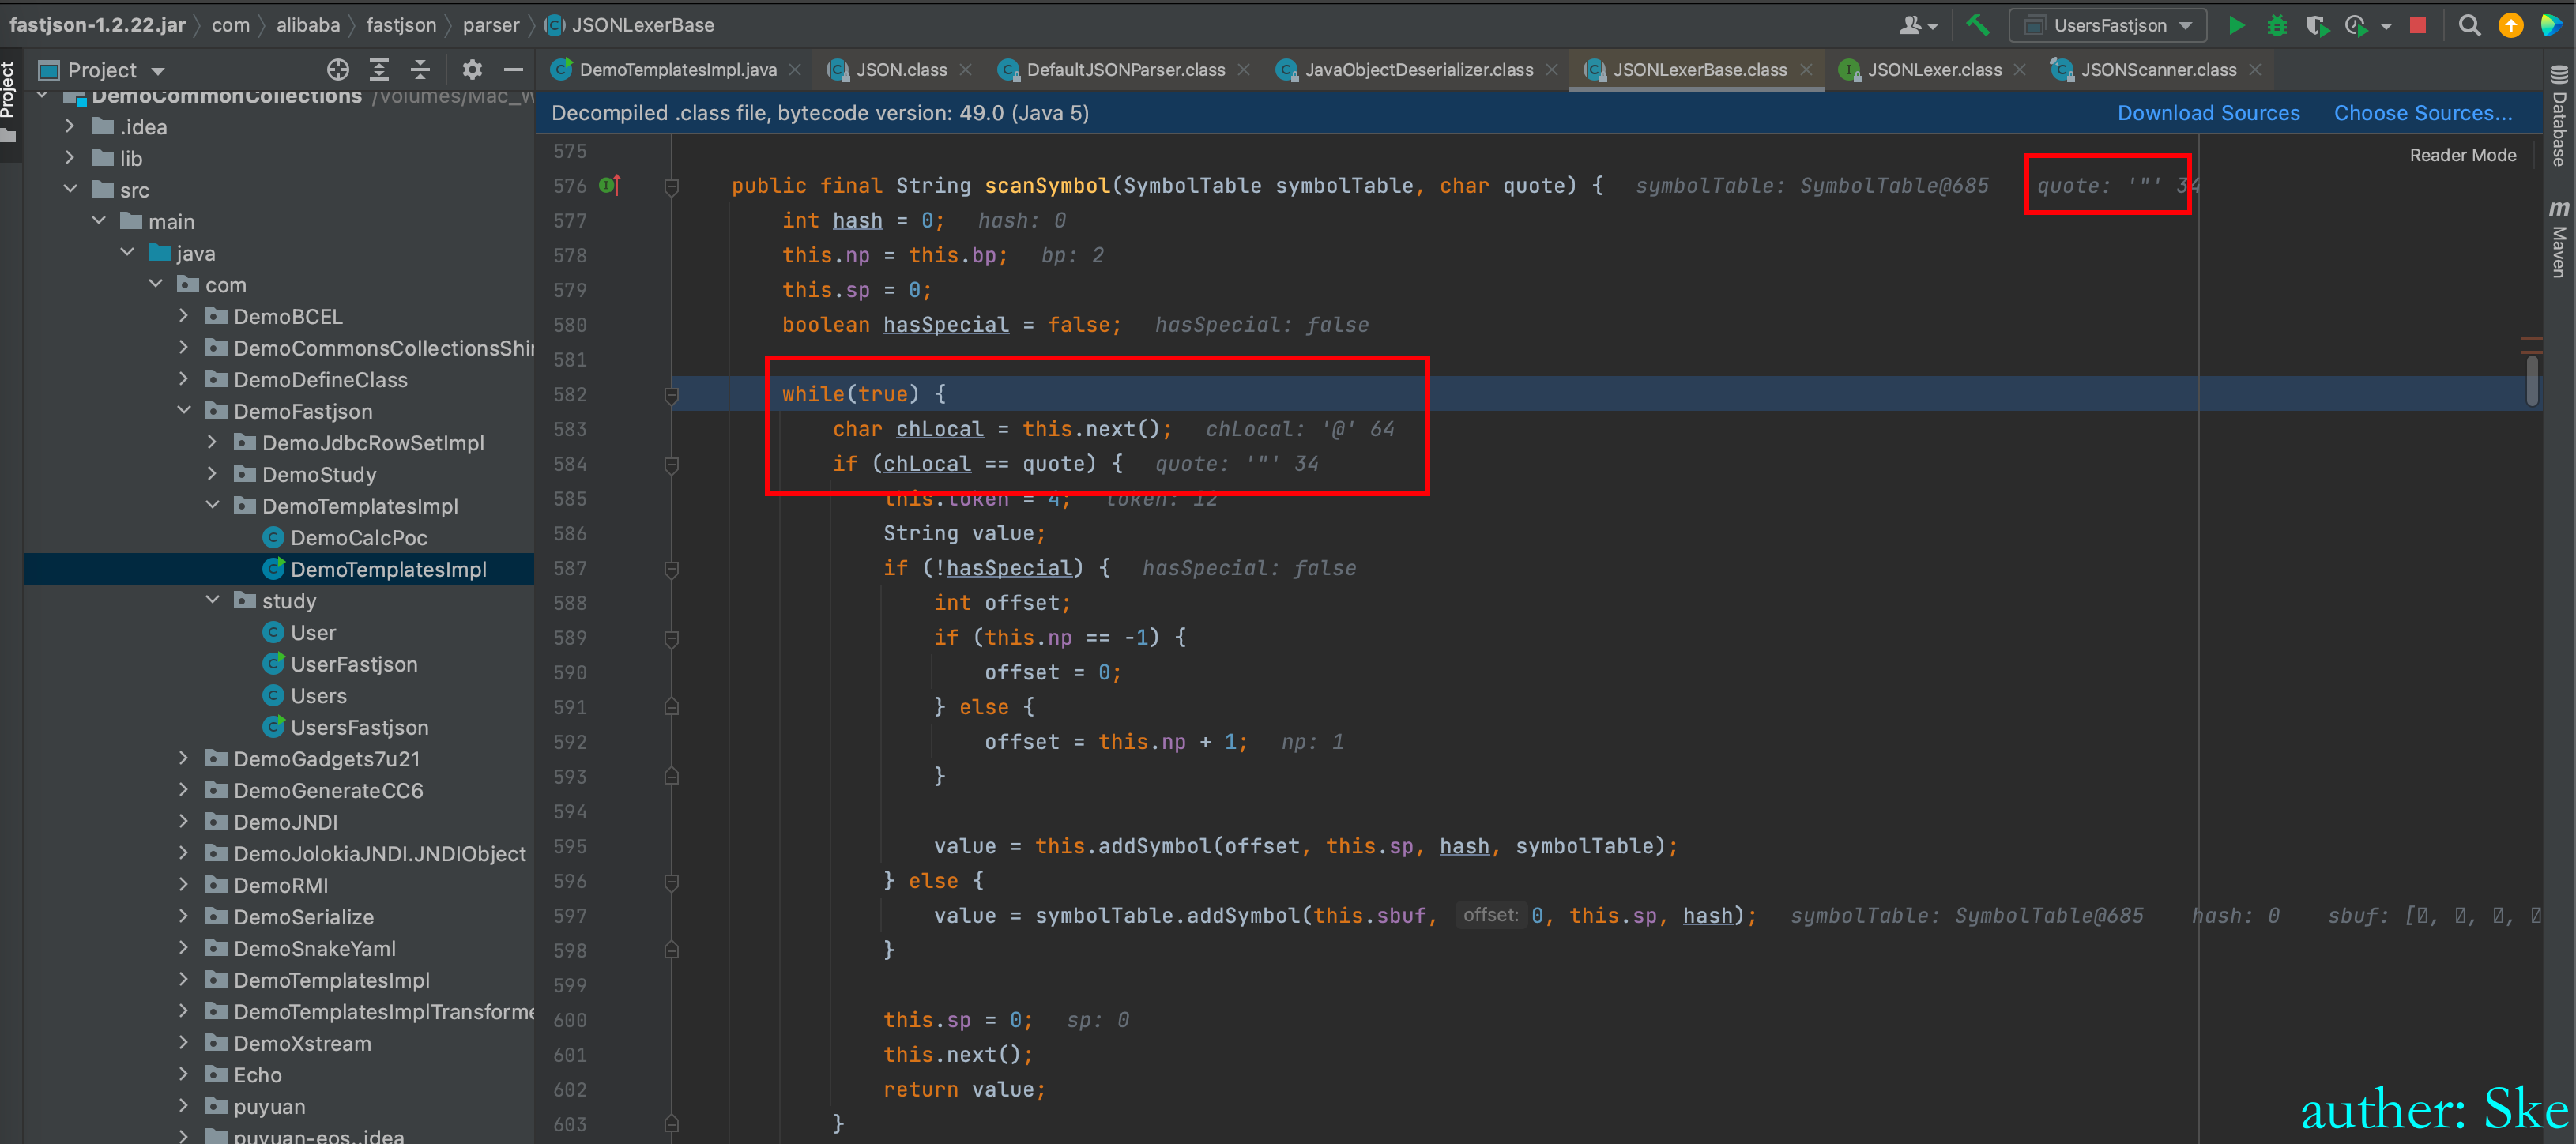 fastjson-1.2.22.jar com alibaba fastjson parser JSONLexerBase
UsersFastjson
Project
DemoTemplatesImpl.java JSON.class DefaultJSONParser.class JavaObjectDeserializer.class JSONLexerBase.class JSONLexer.class JSONScanner.class
Decompiled .class file, bytecode version: 49.0 (Java 5) Download Sources Choose Sources...
Reader Mode
Project
DemoCommonCollections
.idea
lib
src
main
java
com
DemoBCEL
DemoCommonsCollectionsShir
DemoDefineClass
DemoFastjson
DemoJdbcRowSetImpl
DemoStudy
DemoTemplatesImpl
DemoCalcPoc
DemoTemplatesImpl
study
User
UserFastjson
Users
UsersFastjson
DemoGadgets7u21
DemoGenerateCC6
DemoJNDI
DemoJolokiaJNDI.JNDIObject
DemoRMI
DemoSerialize
DemoSnakeYaml
DemoTemplatesImpl
DemoTemplatesImplTransforme
DemoXstream
Echo
puyuan
puyuan-eos..idea
575
576 public final String scanSymbol(SymbolTable symbolTable, char quote) { symbolTable: SymbolTable@685 quote: '"' 34
577 int hash = 0; hash: 0
578 this.np = this.bp; bp: 2
579 this.sp = 0;
580 boolean hasSpecial = false; hasSpecial: false
581
582 while(true) {
583 char chLocal = this.next(); chLocal: '@' 64
584 if (chLocal == quote) { quote: '"' 34
585 this.token = 4; token: 12
586 String value;
587 if (!hasSpecial) { hasSpecial: false
588 int offset;
589 if (this.np == -1) {
590 offset = 0;
591 } else {
592 offset = this.np + 1; np: 1
593 }
594
595 value = this.addSymbol(offset, this.sp, hash, symbolTable);
596 } else {
597 value = symbolTable.addSymbol(this.sbuf, offset: 0, this.sp, hash); symbolTable: SymbolTable@685 hash: 0 sbuf: [
598 }
599
600 this.sp = 0; sp: 0
601 this.next();
602 return value;
603 }
Database
Maven
auther: Ske